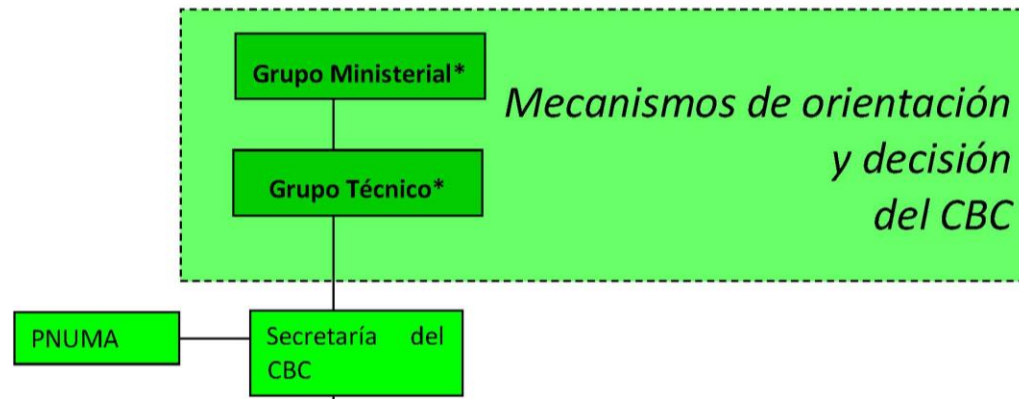 Grupo Ministerial*
Mecanismos de orientación
y decisión
del CBC
Grupo Técnico*
PNUMA
Secretaría del
CBC